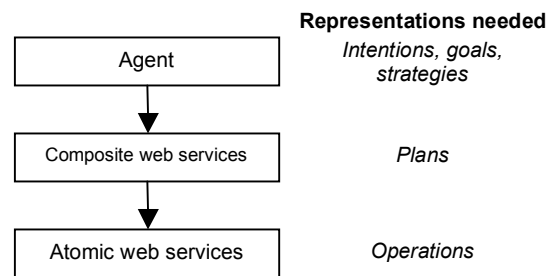 Representations needed
Agent
Intentions, goals,
strategies
Composite web services
Plans
Atomic web services
Operations